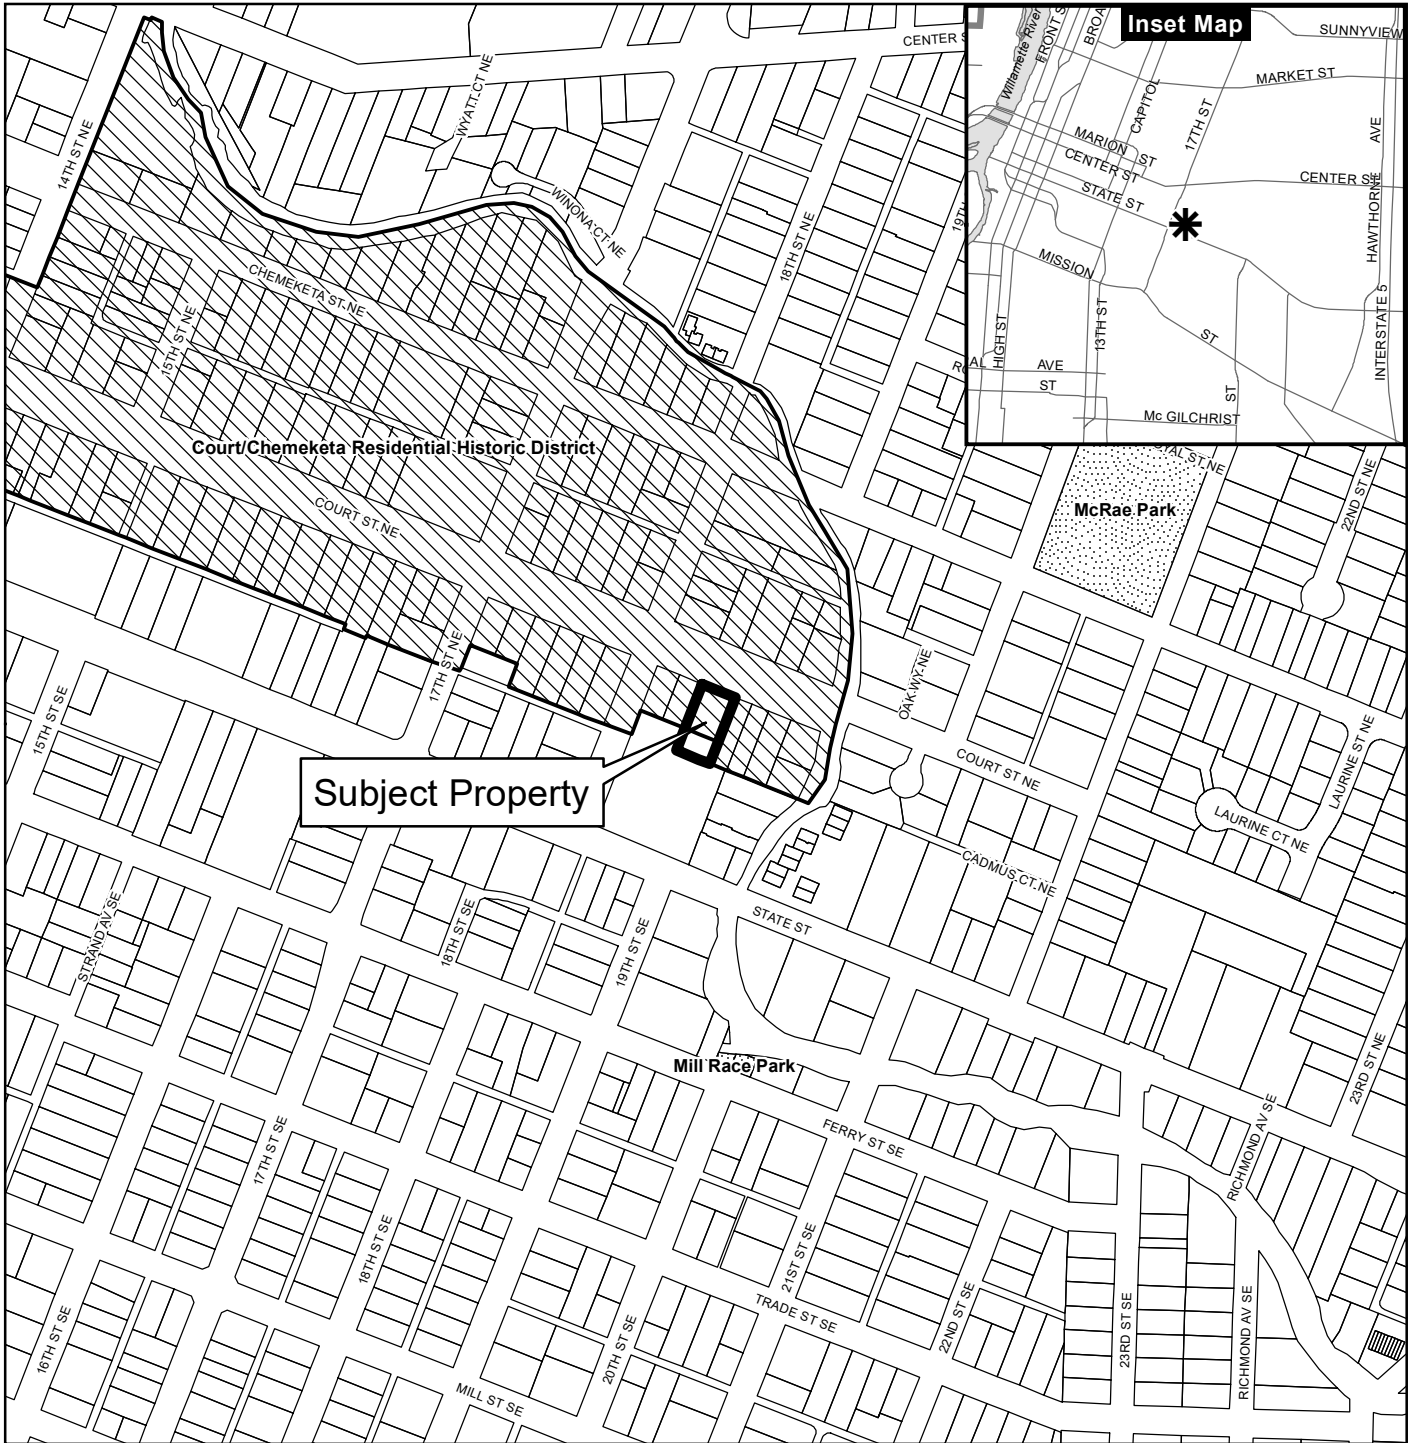 CENTER S
Inset Map
Willamette River
FRONT S
BROA
SUNNYVIEW
MARKET ST
CAPITOL
17TH ST
MARION ST
CENTER ST
STATE ST
CENTER ST
AVE
HAWTHORNE
MISSION
ST
13TH ST
HIGH ST
INTERSTATE 5
AL
AVE
ST
ST
Mc GILCHRIST
WYATT CT NE
14TH ST NE
WINONA CT NE
18TH ST NE
19TH
R
CHEMEKETA ST NE
15TH ST NE
Court/Chemeketa Residential Historic District
YAL ST NE
22ND ST NE
McRae Park
COURT ST NE
17TH ST NE
OAK WY NE
15TH ST SE
LAURINE ST NE
COURT ST NE
Subject Property
LAURINE CT NE
CADMUS CT NE
STRAND AV SE
18TH ST SE
19TH ST SE
STATE ST
Mill Race Park
23RD ST NE
FERRY ST SE
17TH ST SE
RICHMOND AV SE
18TH ST SE
21ST ST SE
TRADE ST SE
22ND ST SE
23RD ST SE
RICHMOND AV SE
16TH ST SE
20TH ST SE
MILL ST SE